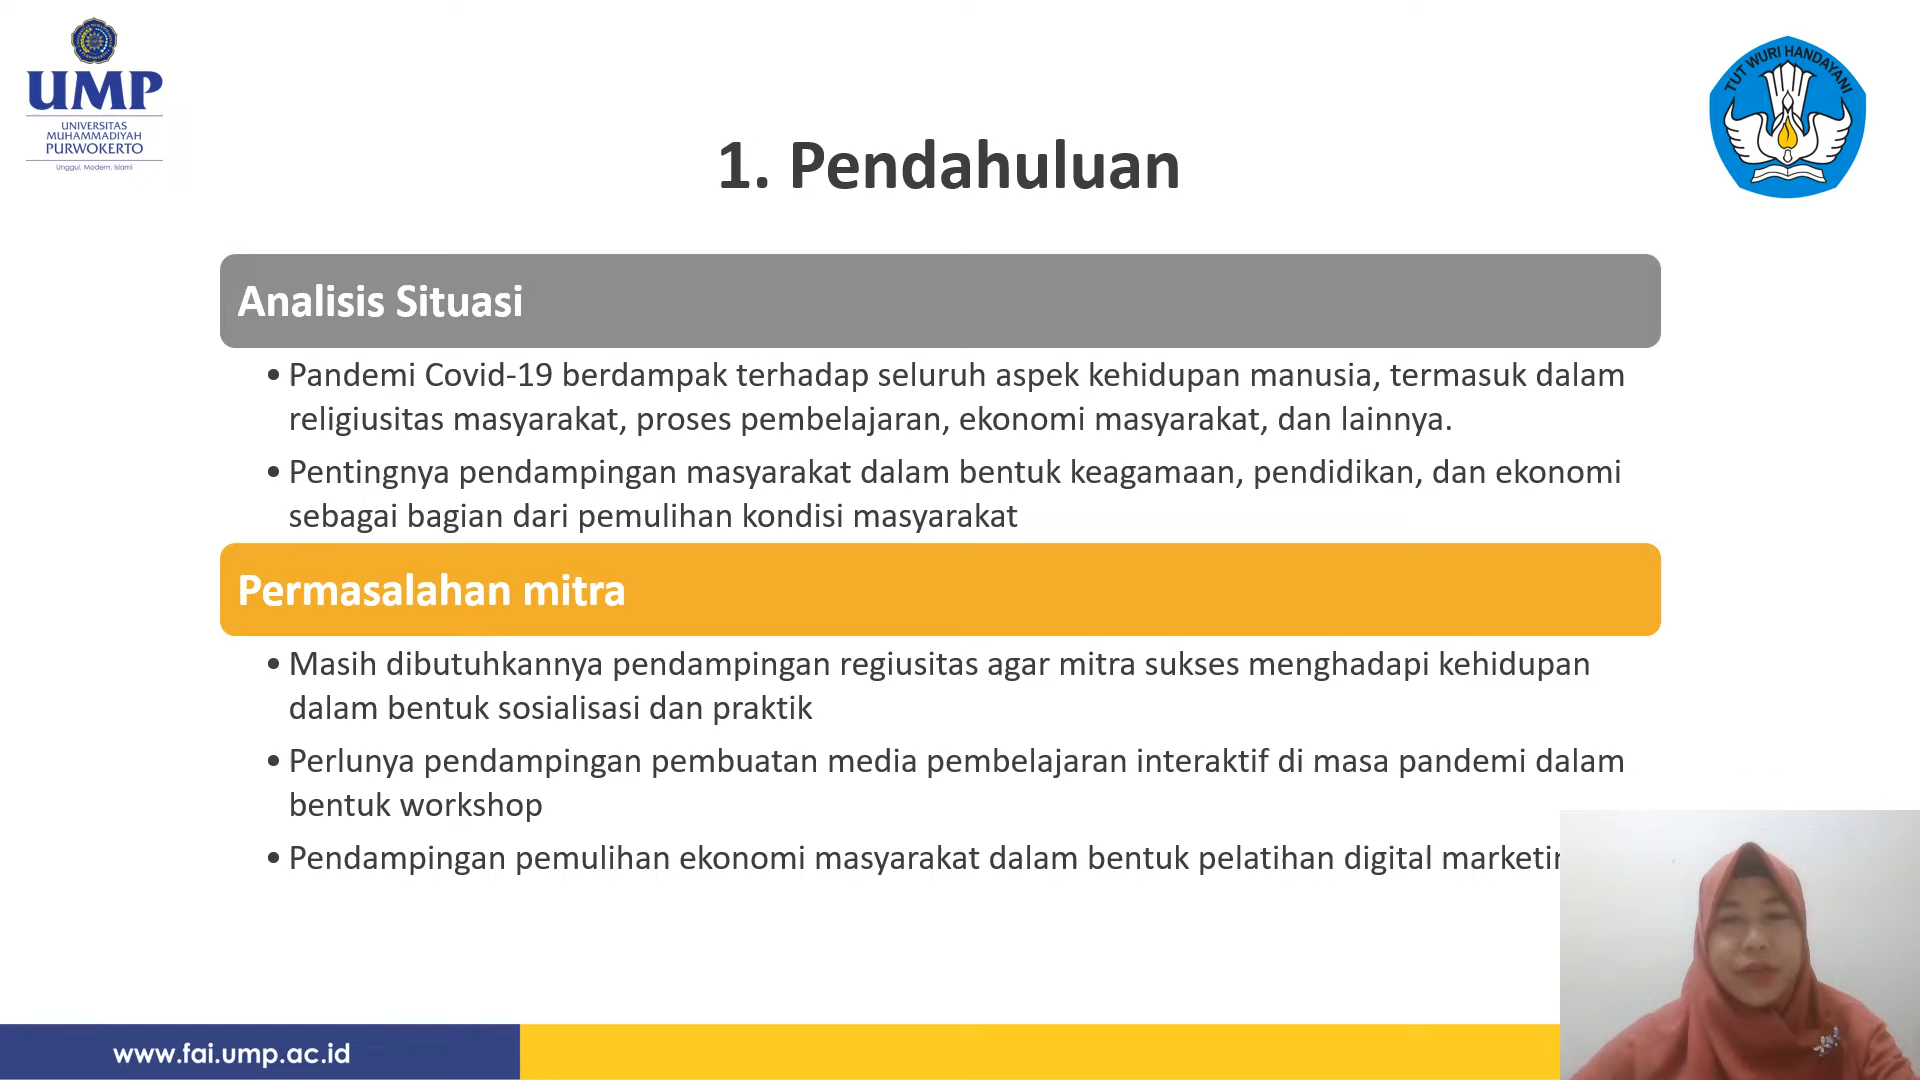 UMP
UNIVERSITAS
MUHAMMADIYAH
PURWOKERTO
Unggul, Modern, Islami
TUT WURI HANDAYANI
1. Pendahuluan
Analisis Situasi
• Pandemi Covid-19 berdampak terhadap seluruh aspek kehidupan manusia, termasuk dalam
religiusitas masyarakat, proses pembelajaran, ekonomi masyarakat, dan lainnya.
• Pentingnya pendampingan masyarakat dalam bentuk keagamaan, pendidikan, dan ekonomi
sebagai bagian dari pemulihan kondisi masyarakat
Permasalahan mitra
• Masih dibutuhkannya pendampingan regiusitas agar mitra sukses menghadapi kehidupan
dalam bentuk sosialisasi dan praktik
• Perlunya pendampingan pembuatan media pembelajaran interaktif di masa pandemi dalam
bentuk workshop
• Pendampingan pemulihan ekonomi masyarakat dalam bentuk pelatihan digital
www.fai.ump.ac.id